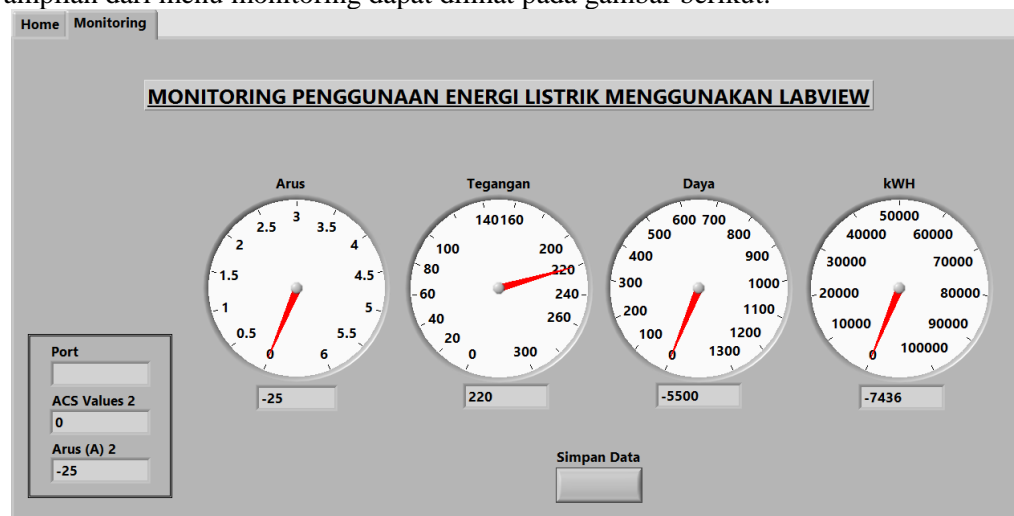 ampilan dari menu monitoring dapat dilihat pada gambar berikut.
Home Monitoring
MONITORING PENGGUNAAN ENERGI LISTRIK MENGGUNAKAN LABVIEW
Arus
0 0.5 1 1.5 2 2.5 3 3.5 4 4.5 5 5.5 6
-25
Tegangan
0 20 40 60 80 100 140 160 200 220 240 260 300
220
Daya
0 100 200 300 400 500 600 700 800 900 1000 1100 1200 1300
-5500
kWH
0 10000 20000 30000 40000 50000 60000 70000 80000 90000 100000
-7436
Port
ACS Values 2
0
Arus (A) 2
-25
Simpan Data